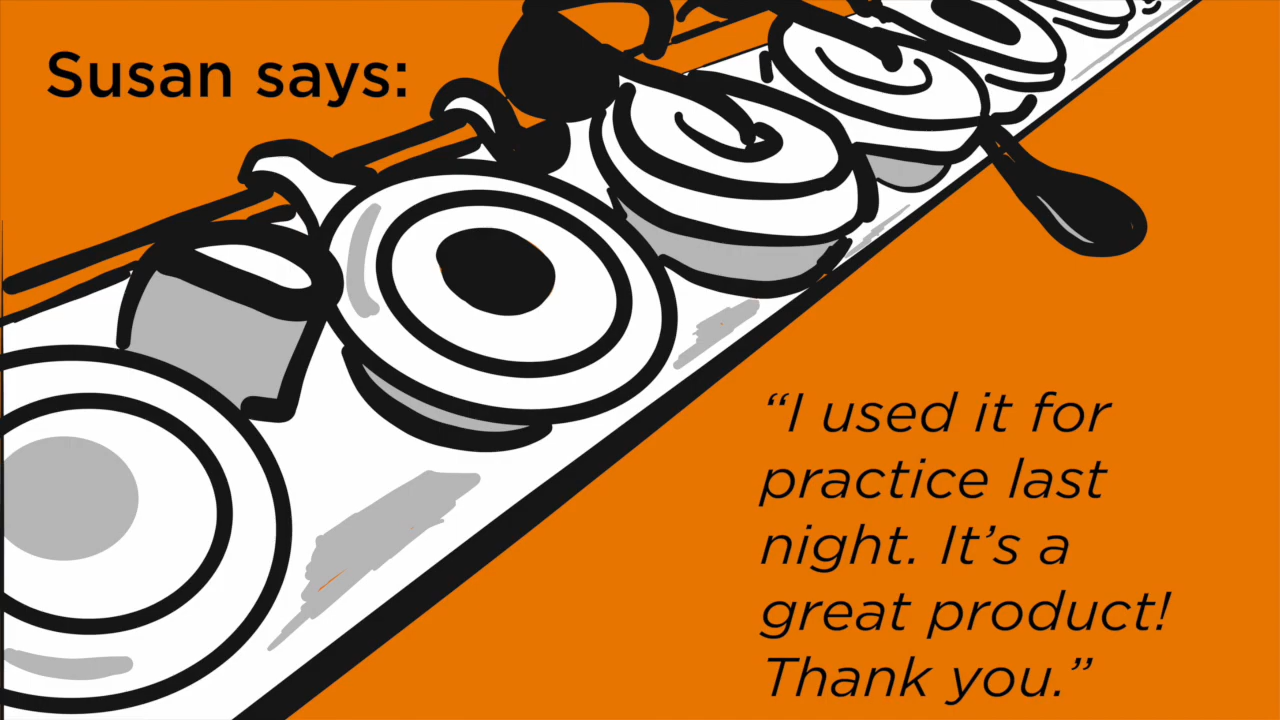 Susan says:
“I used it for
practice last
night. It’s a
great product!
Thank you.”